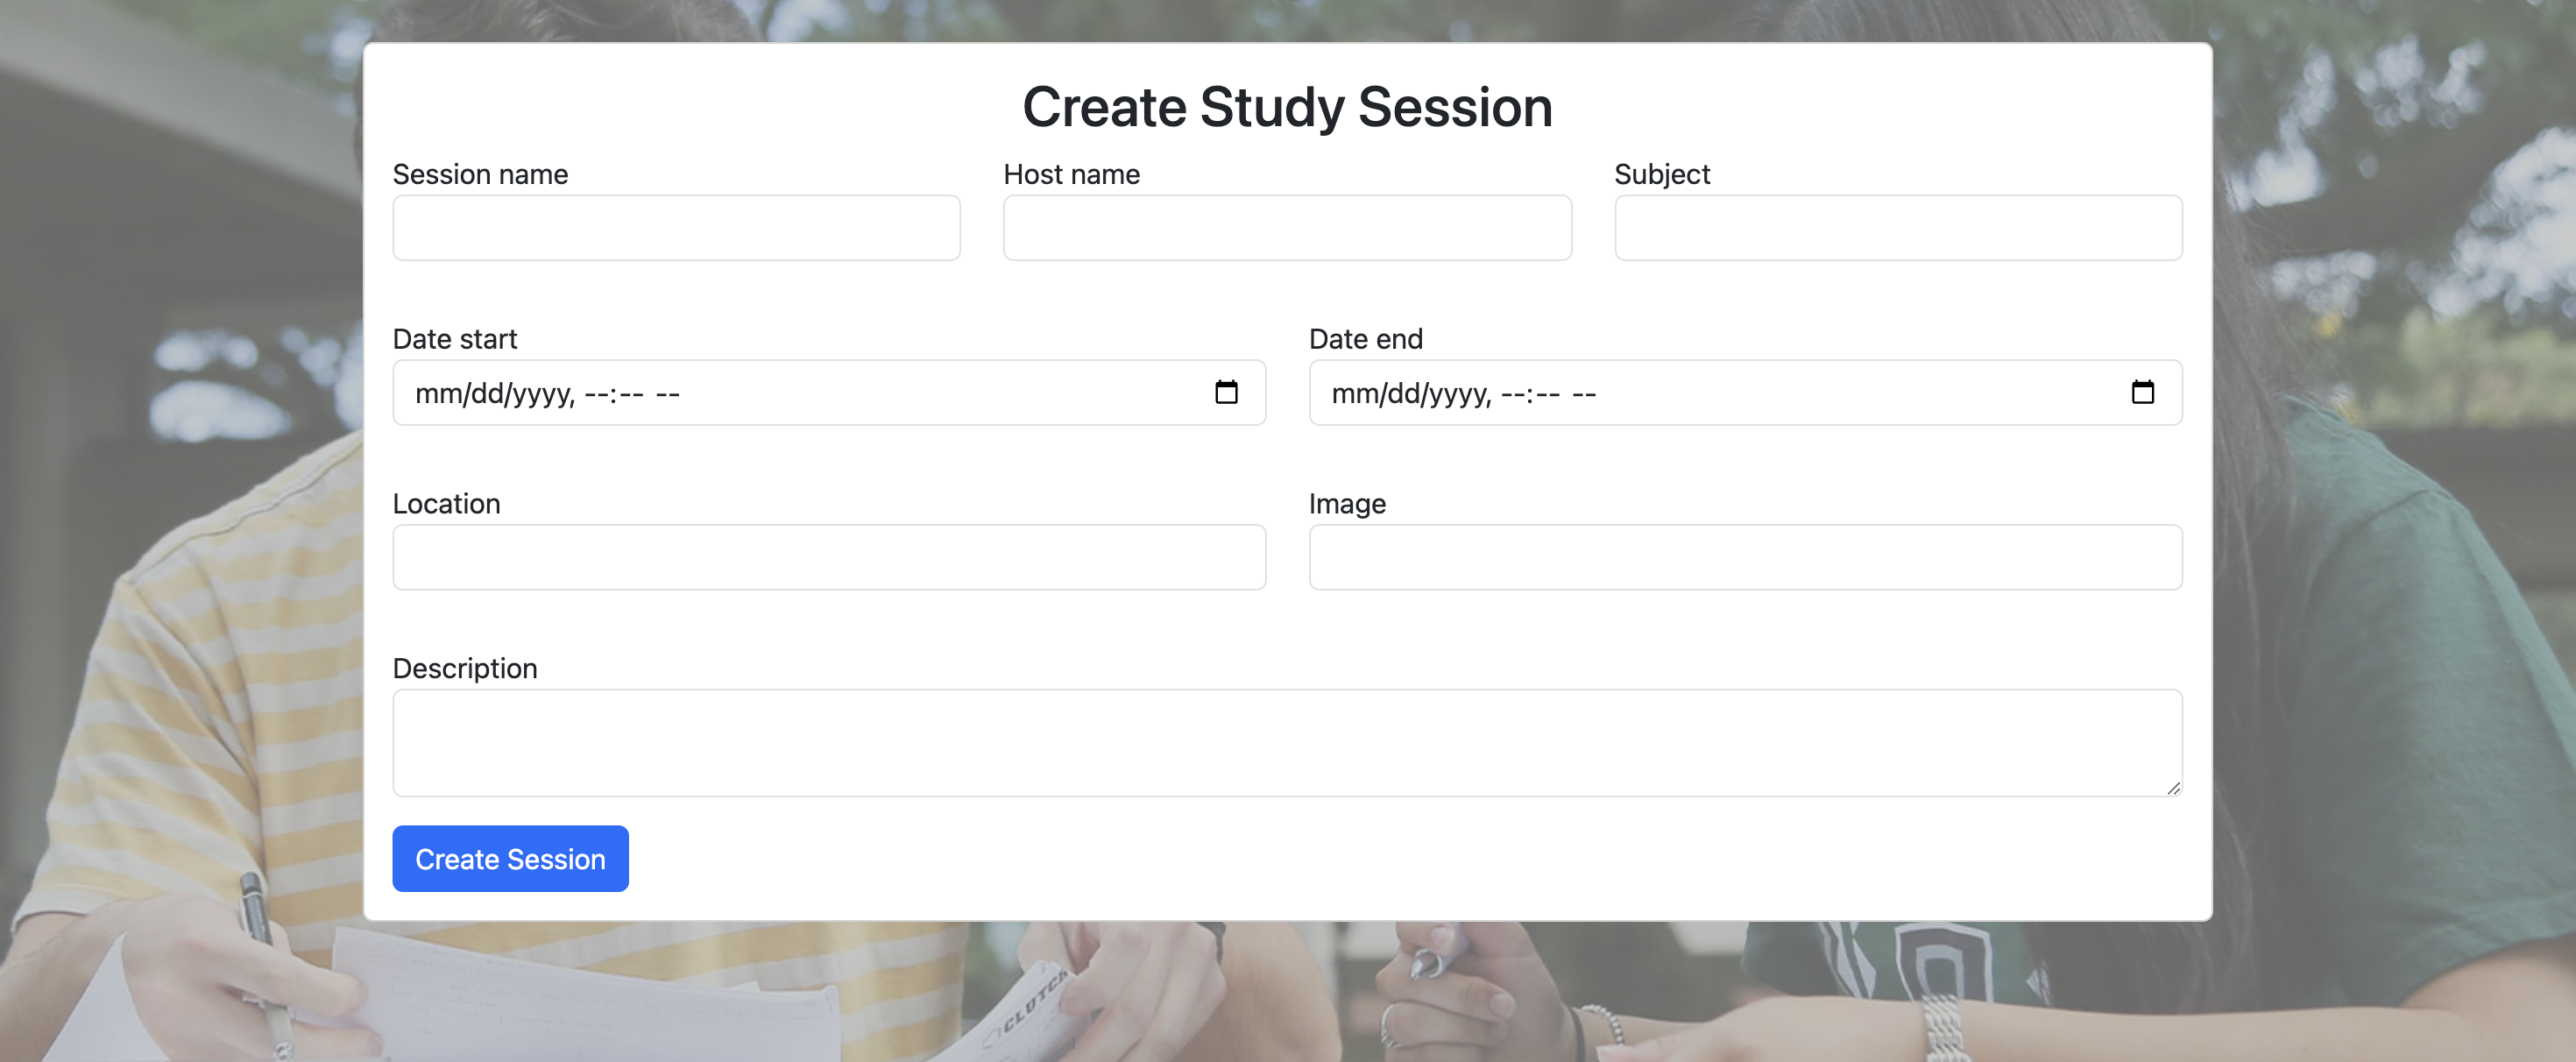 Create Study Session
Session name
Host name
Subject
Date start
Date end
mm/dd/yyyy, --:-- --
mm/dd/yyyy, --:-- --
Location
Image
Description
Create Session
CLUTCH